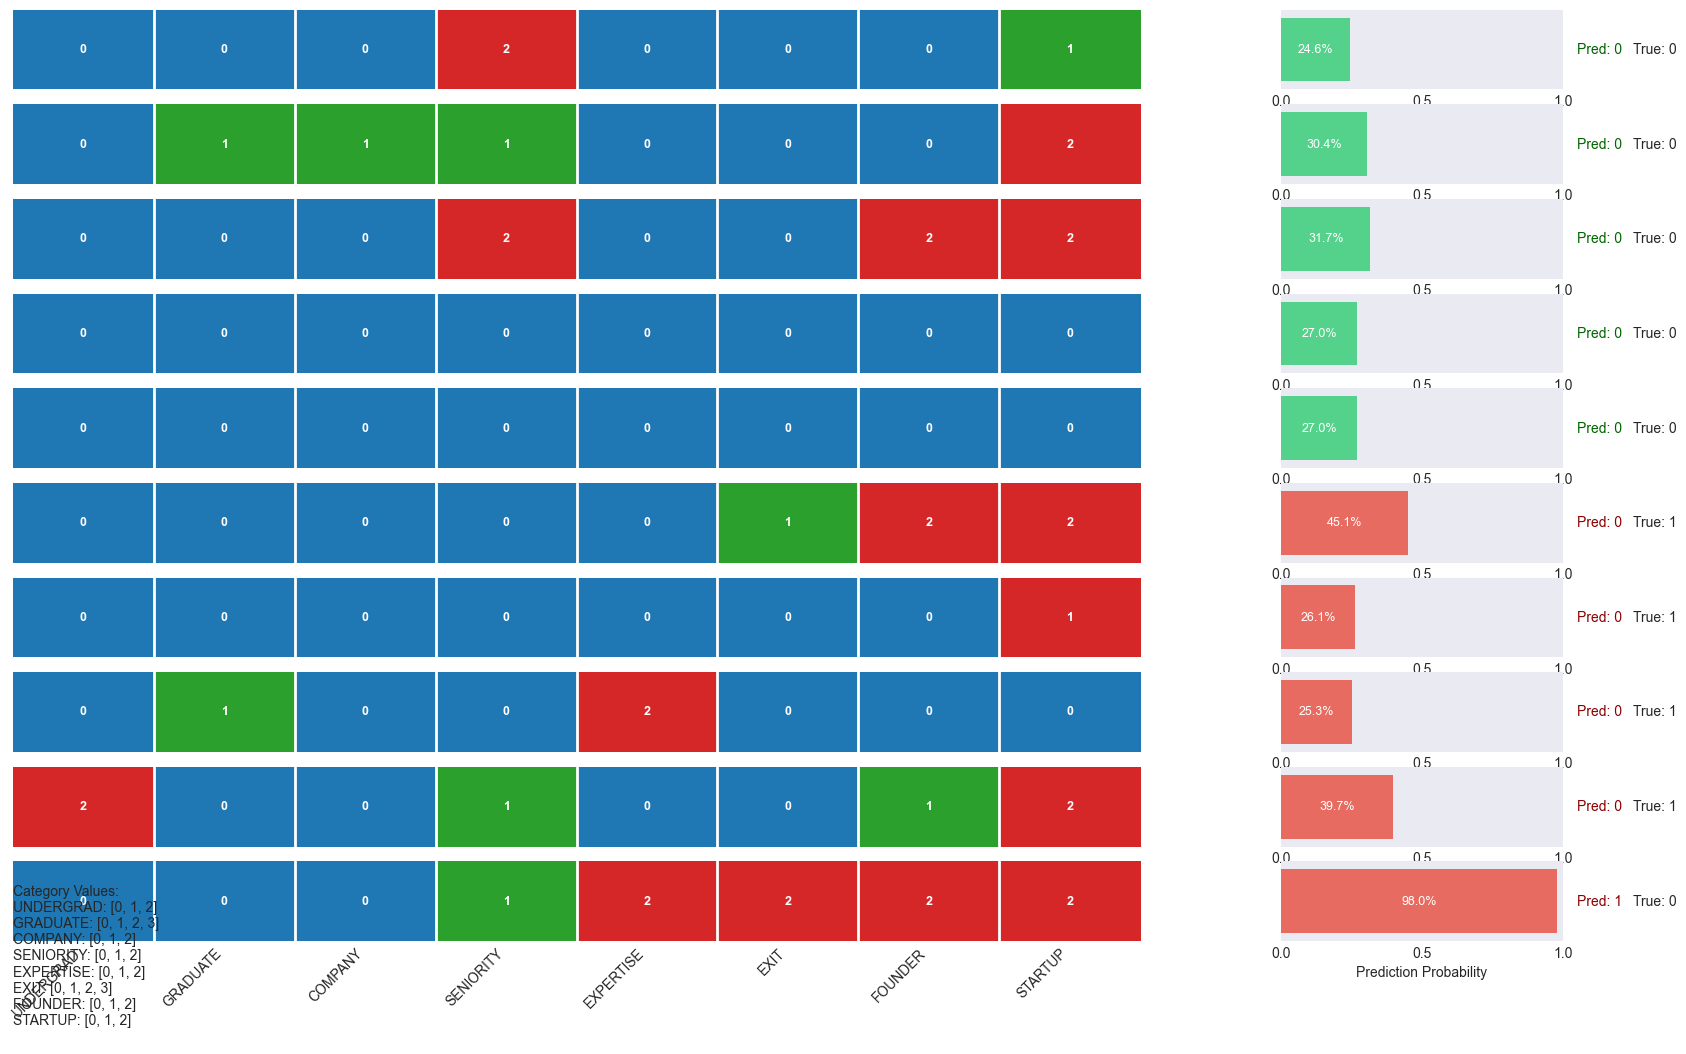 0 0 0 2 0 0 0 1 24.6% Pred: 0 True: 0
0.0 0.5 1.0
0 1 1 1 0 0 0 2 30.4% Pred: 0 True: 0
0.0 0.5 1.0
0 0 0 2 0 0 2 2 31.7% Pred: 0 True: 0
0.0 0.5 1.0
0 0 0 0 0 0 0 0 27.0% Pred: 0 True: 0
0.0 0.5 1.0
0 0 0 0 0 0 0 0 27.0% Pred: 0 True: 0
0.0 0.5 1.0
0 0 0 0 0 1 2 2 45.1% Pred: 0 True: 1
0.0 0.5 1.0
0 0 0 0 0 0 0 1 26.1% Pred: 0 True: 1
0.0 0.5 1.0
0 1 0 0 2 0 0 0 25.3% Pred: 0 True: 1
0.0 0.5 1.0
2 0 0 1 0 0 1 2 39.7% Pred: 0 True: 1
0.0 0.5 1.0
0 0 0 1 2 2 2 2 98.0% Pred: 1 True: 0
0.0 0.5 1.0
Prediction Probability
UNDERGRAD GRADUATE COMPANY SENIORITY EXPERTISE EXIT FOUNDER STARTUP
Category Values:
UNDERGRAD: [0, 1, 2]
GRADUATE: [0, 1, 2, 3]
COMPANY: [0, 1, 2]
SENIORITY: [0, 1, 2]
EXPERTISE: [0, 1, 2]
EXIT: [0, 1, 2, 3]
FOUNDER: [0, 1, 2]
STARTUP: [0, 1, 2]